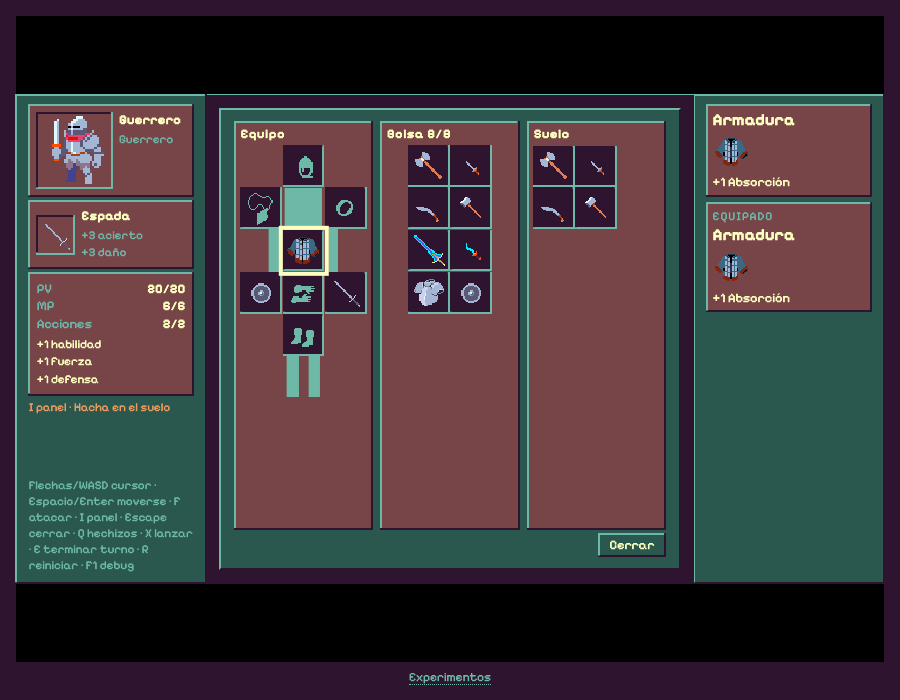 Guerrero
Guerrero
Espada
+3 acierto
+3 daño
PV 80/80
MP 6/6
Acciones 8/8
+1 habilidad
+1 Fuerza
+1 defensa
I panel · Hacha en el suelo
Flechas/WASD cursor ·
Espacio/Enter moverse · F
atacar · I panel · Escape
cerrar · Q hechizos · X lanzar
· E terminar turno · R
reiniciar · F1 debug
Equipo
Bolsa 8/8
Suelo
Cerrar
Armadura
+1 Absorción
EQUIPADO
Armadura
+1 Absorción
Experimentos